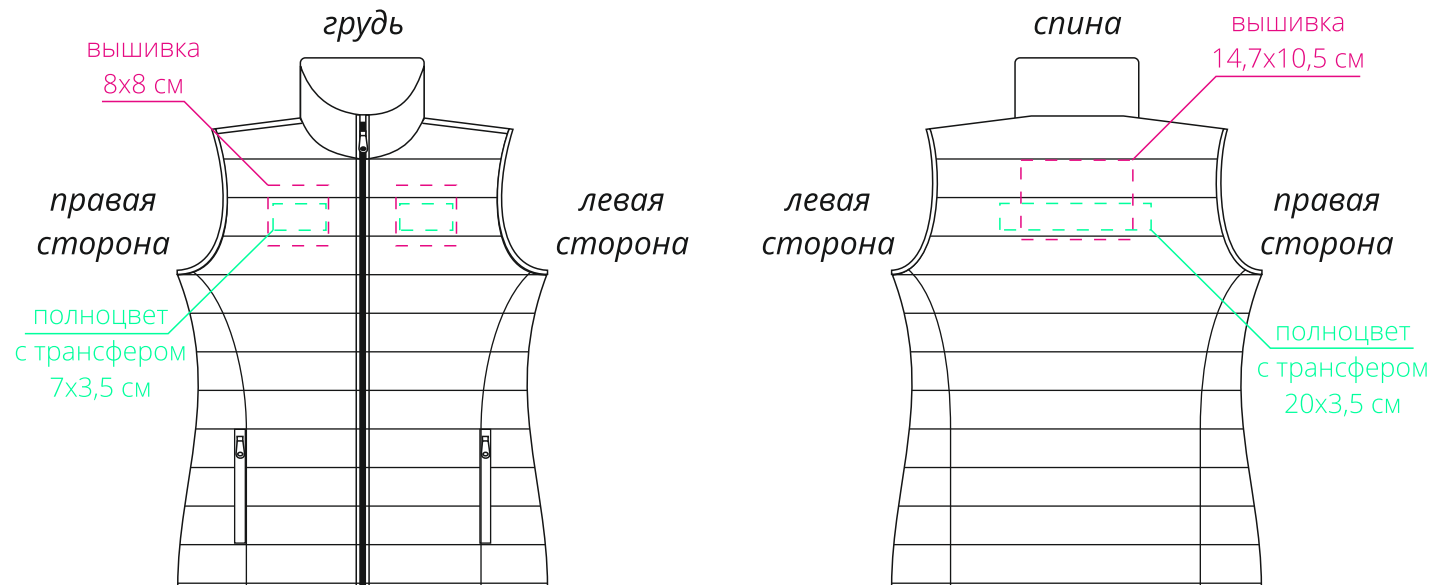 грудь
вышивка
8х8 см
правая
сторона
левая
сторона
полноцвет
с трансфером
7х3,5 см
спина
вышивка
14,7х10,5 см
левая
сторона
правая
сторона
полноцвет
с трансфером
20х3,5 см